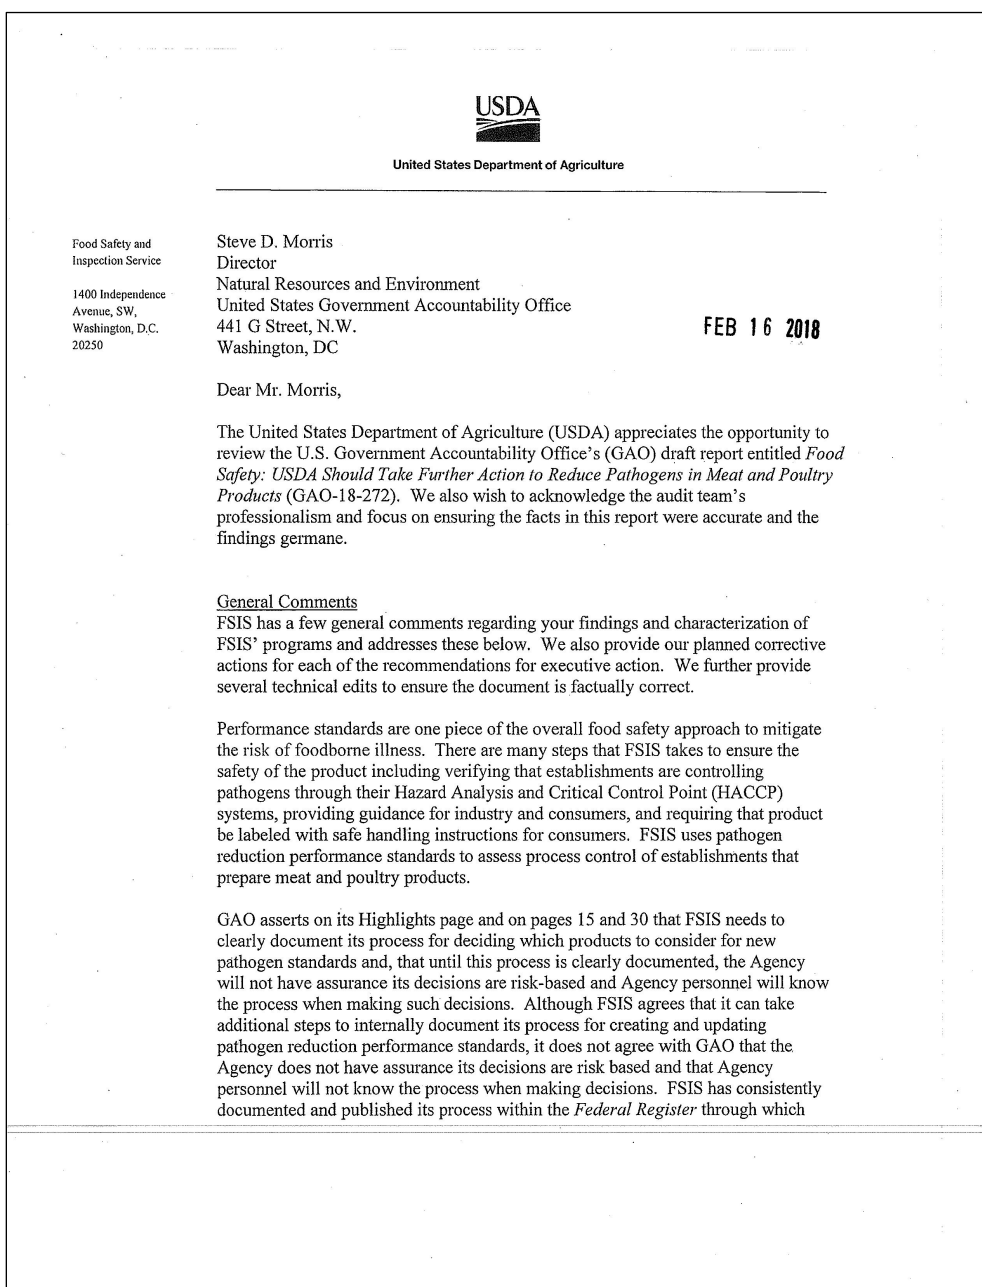 USDA
United States Department of Agriculture
Food Safety and
Inspection Service
1400 Independence
Avenue, SW,
Washington, D.C.
20250
Steve D. Morris
Director
Natural Resources and Environment
United States Government Accountability Office
441 G Street, N.W.
Washington, DC
FEB 16 2018
Dear Mr. Morris,
The United States Department of Agriculture (USDA) appreciates the opportunity to
review the U.S. Government Accountability Office's (GAO) draft report entitled Food
Safety: USDA Should Take Further Action to Reduce Pathogens in Meat and Poultry
Products (GAO-18-272). We also wish to acknowledge the audit team's
professionalism and focus on ensuring the facts in this report were accurate and the
findings germane.
General Comments
FSIS has a few general comments regarding your findings and characterization of
FSIS' programs and addresses these below. We also provide our planned corrective
actions for each of the recommendations for executive action. We further provide
several technical edits to ensure the document is factually correct.
Performance standards are one piece of the overall food safety approach to mitigate
the risk of foodborne illness. There are many steps that FSIS takes to ensure the
safety of the product including verifying that establishments are controlling
pathogens through their Hazard Analysis and Critical Control Point (HACCP)
systems, providing guidance for industry and consumers, and requiring that product
be labeled with safe handling instructions for consumers. FSIS uses pathogen
reduction performance standards to assess process control of establishments that
prepare meat and poultry products.
GAO asserts on its Highlights page and on pages 15 and 30 that FSIS needs to
clearly document its process for deciding which products to consider for new
pathogen standards and, that until this process is clearly documented, the Agency
will not have assurance its decisions are risk-based and Agency personnel will know
the process when making such decisions. Although FSIS agrees that it can take
additional steps to internally document its process for creating and updating
pathogen reduction performance standards, it does not agree with GAO that the
Agency does not have assurance its decisions are risk based and that Agency
personnel will not know the process when making decisions. FSIS has consistently
documented and published its process within the Federal Register through which